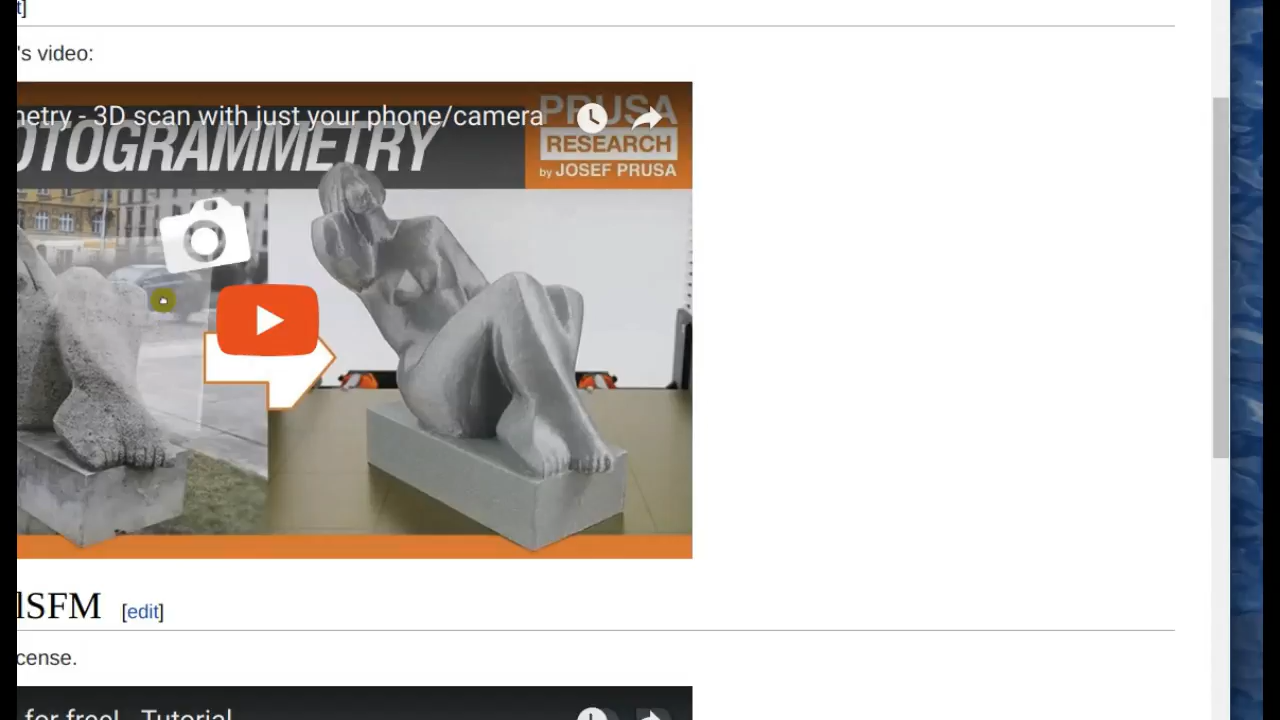 t]
's video:
netry - 3D scan with just your phone/camera
OTOGRAMMETRY
PRUSA
RESEARCH
by JOSEF PRUSA
lSFM [edit]
cense.
for free! - Tutorial